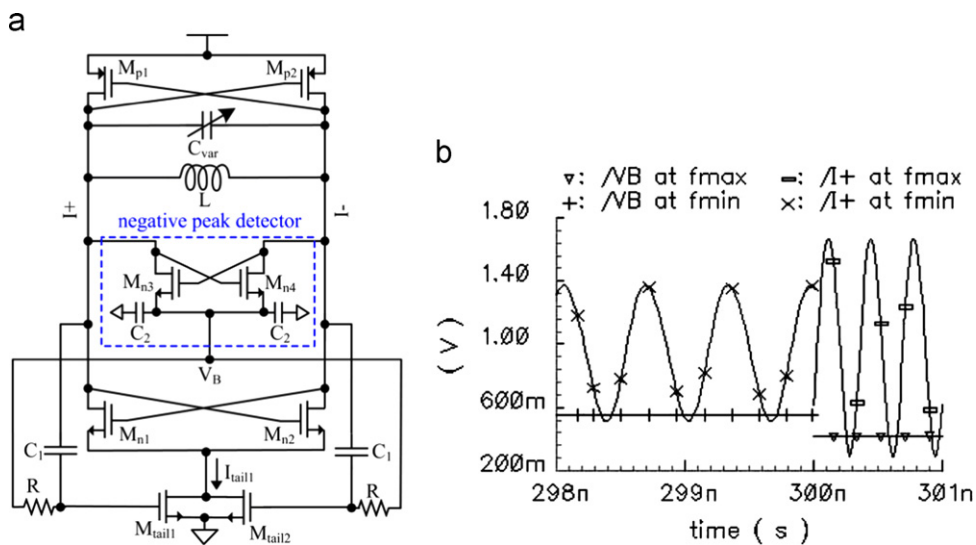 a
Mp1
Mp2
Cvar
L
I+
I-
negative peak detector
Mn3
Mn4
C2
C2
VB
Mn1
Mn2
C1
C1
Itail1
R
R
Mtail1
Mtail2
b
▿: /VB at fmax
▭: /I+ at fmax
+: /VB at fmin
×: /I+ at fmin
1.80
1.40
1.00
600m
200m
( V )
298n
299n
300n
301n
time ( s )